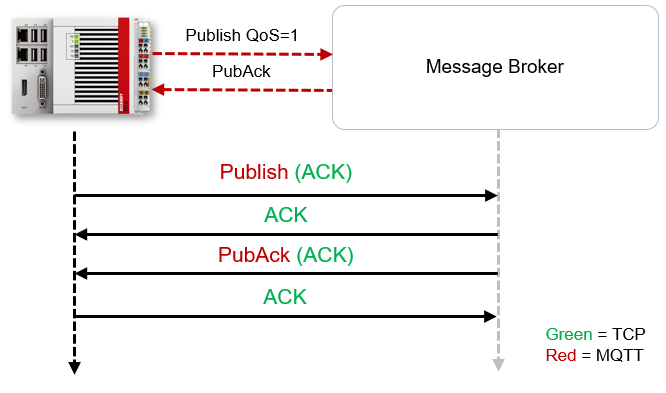 Publish QoS=1
PubAck
Message Broker
Publish (ACK)
ACK
PubAck (ACK)
ACK
Green = TCP
Red = MQTT